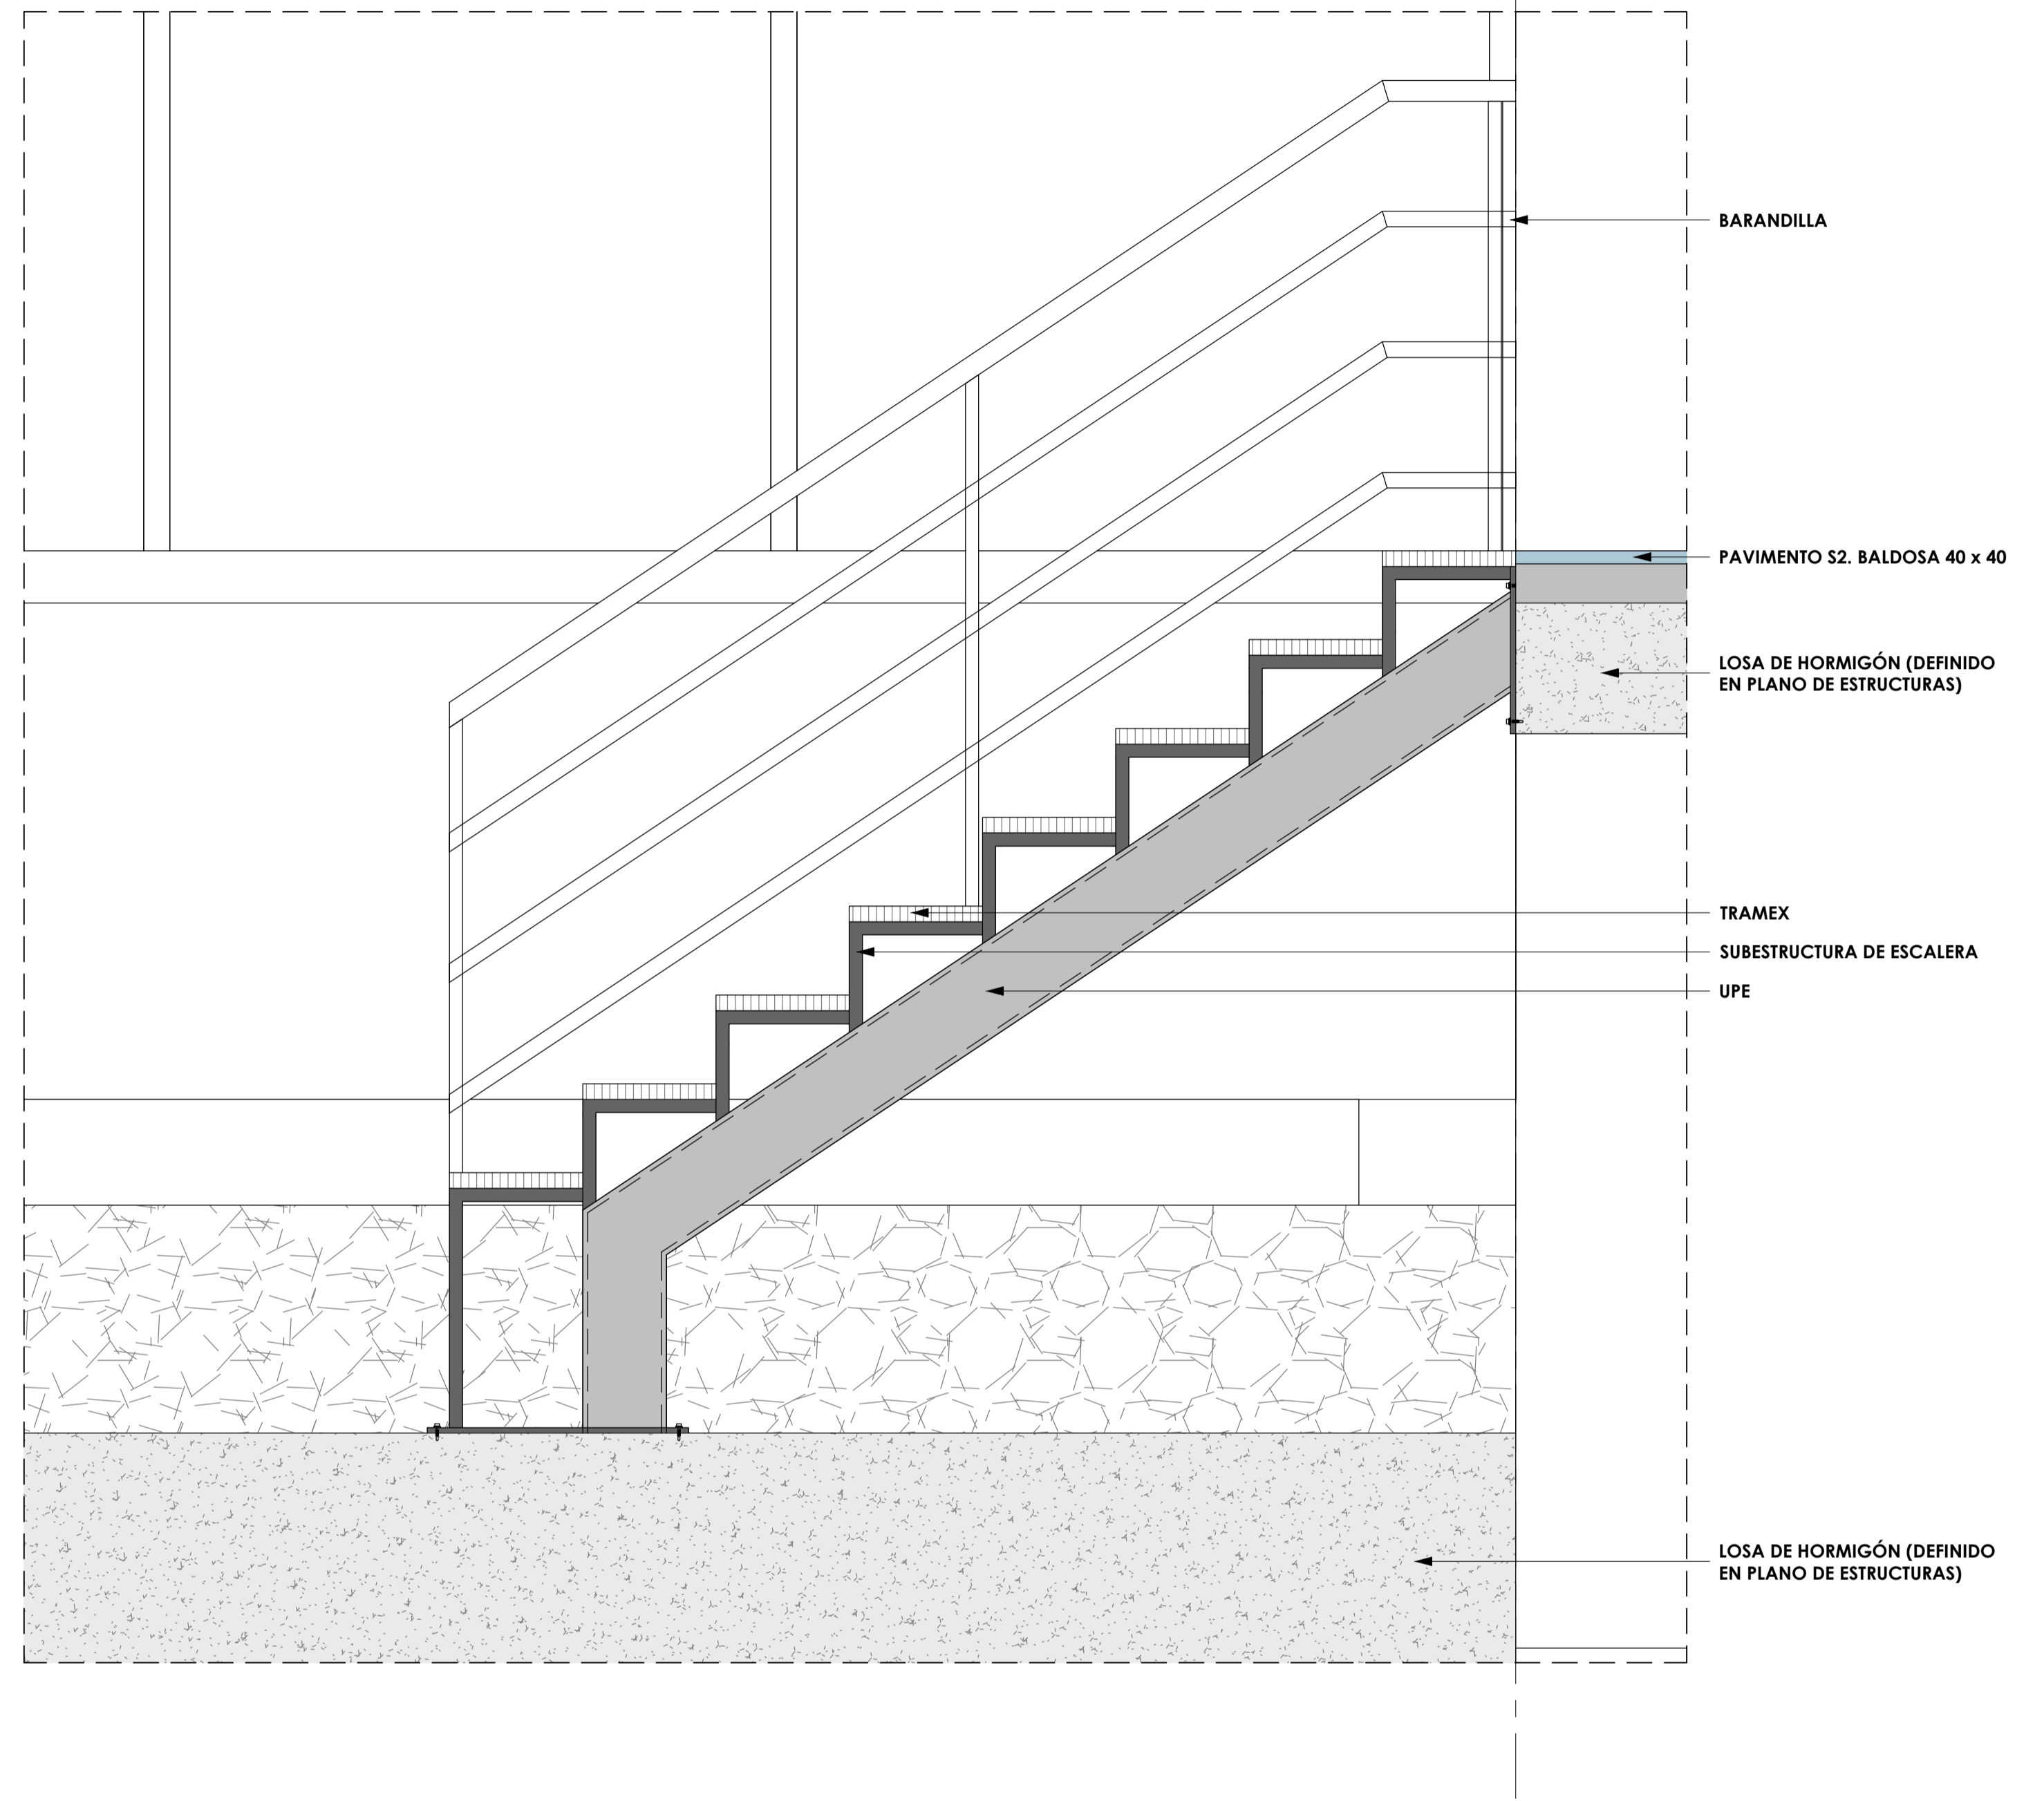 BARANDILLA
PAVIMENTO S2. BALDOSA 40 x 40
LOSA DE HORMIGÓN (DEFINIDO
EN PLANO DE ESTRUCTURAS)
TRAMEX
SUBESTRUCTURA DE ESCALERA
UPE
LOSA DE HORMIGÓN (DEFINIDO
EN PLANO DE ESTRUCTURAS)